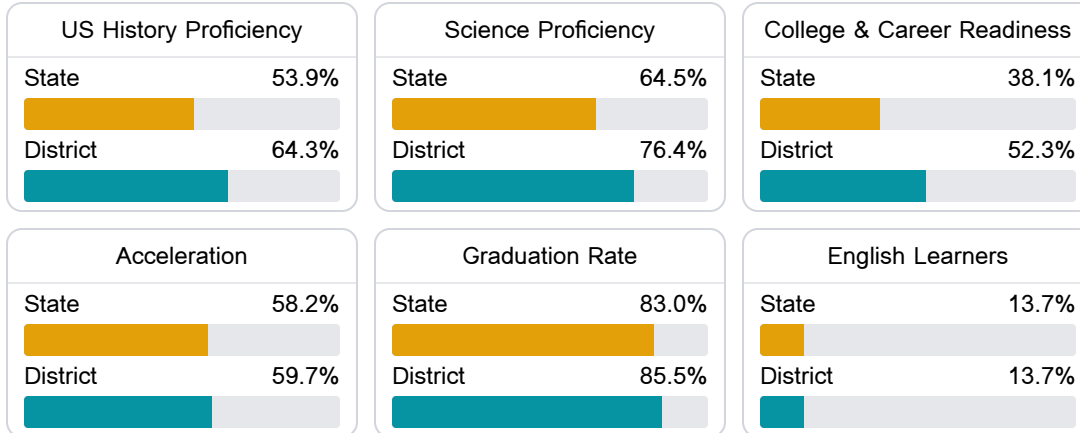 US History Proficiency
State 53.9%
District 64.3%
Science Proficiency
State 64.5%
District 76.4%
College & Career Readiness
State 38.1%
District 52.3%
Acceleration
State 58.2%
District 59.7%
Graduation Rate
State 83.0%
District 85.5%
English Learners
State 13.7%
District 13.7%